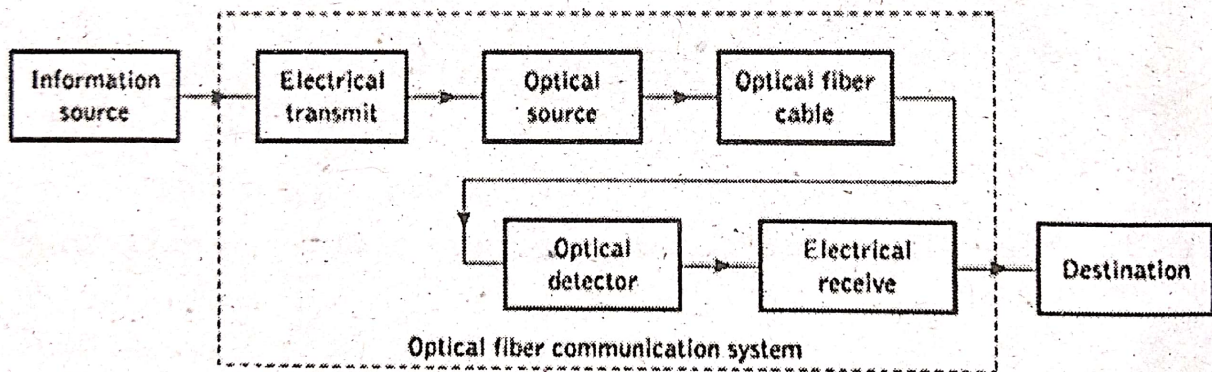 Information
source
Electrical
transmit
Optical
source
Optical fiber
cable
Optical
detector
Electrical
receive
Destination
Optical fiber communication system